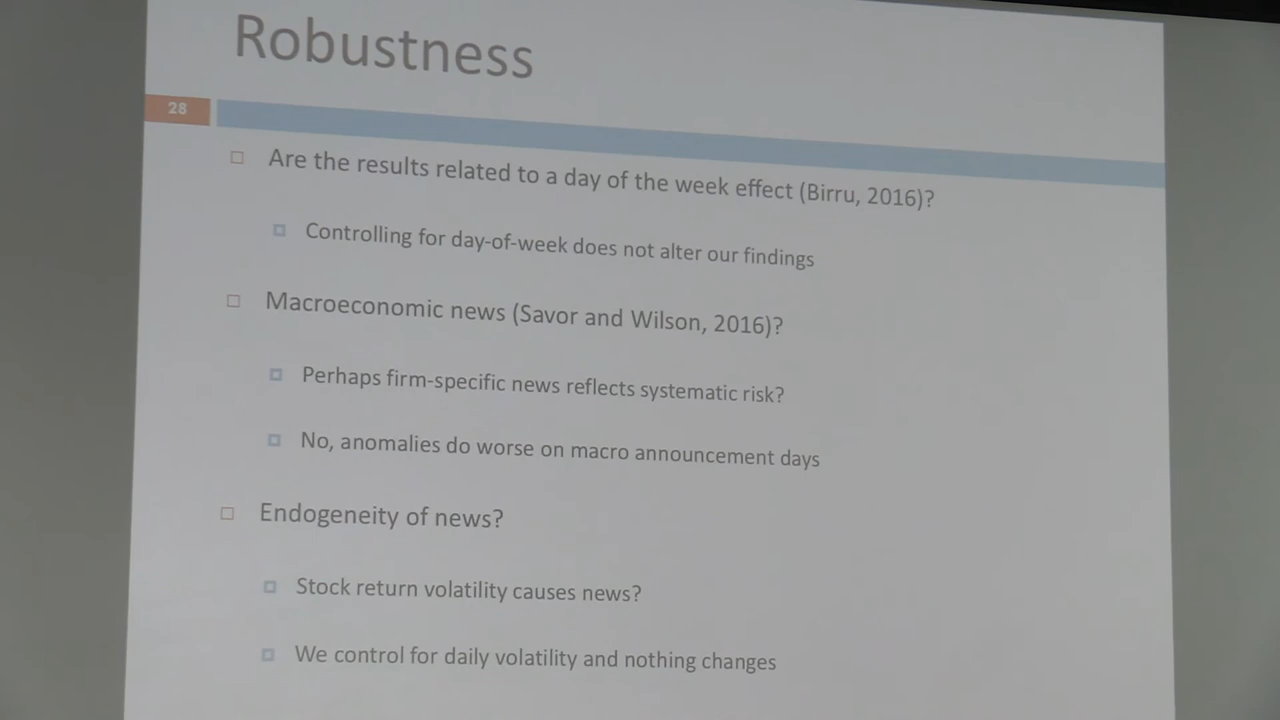 Robustness
28
Are the results related to a day of the week effect (Birru, 2016)?
Controlling for day-of-week does not alter our findings
Macroeconomic news (Savor and Wilson, 2016)?
Perhaps firm-specific news reflects systematic risk?
No, anomalies do worse on macro announcement days
Endogeneity of news?
Stock return volatility causes news?
We control for daily volatility and nothing changes